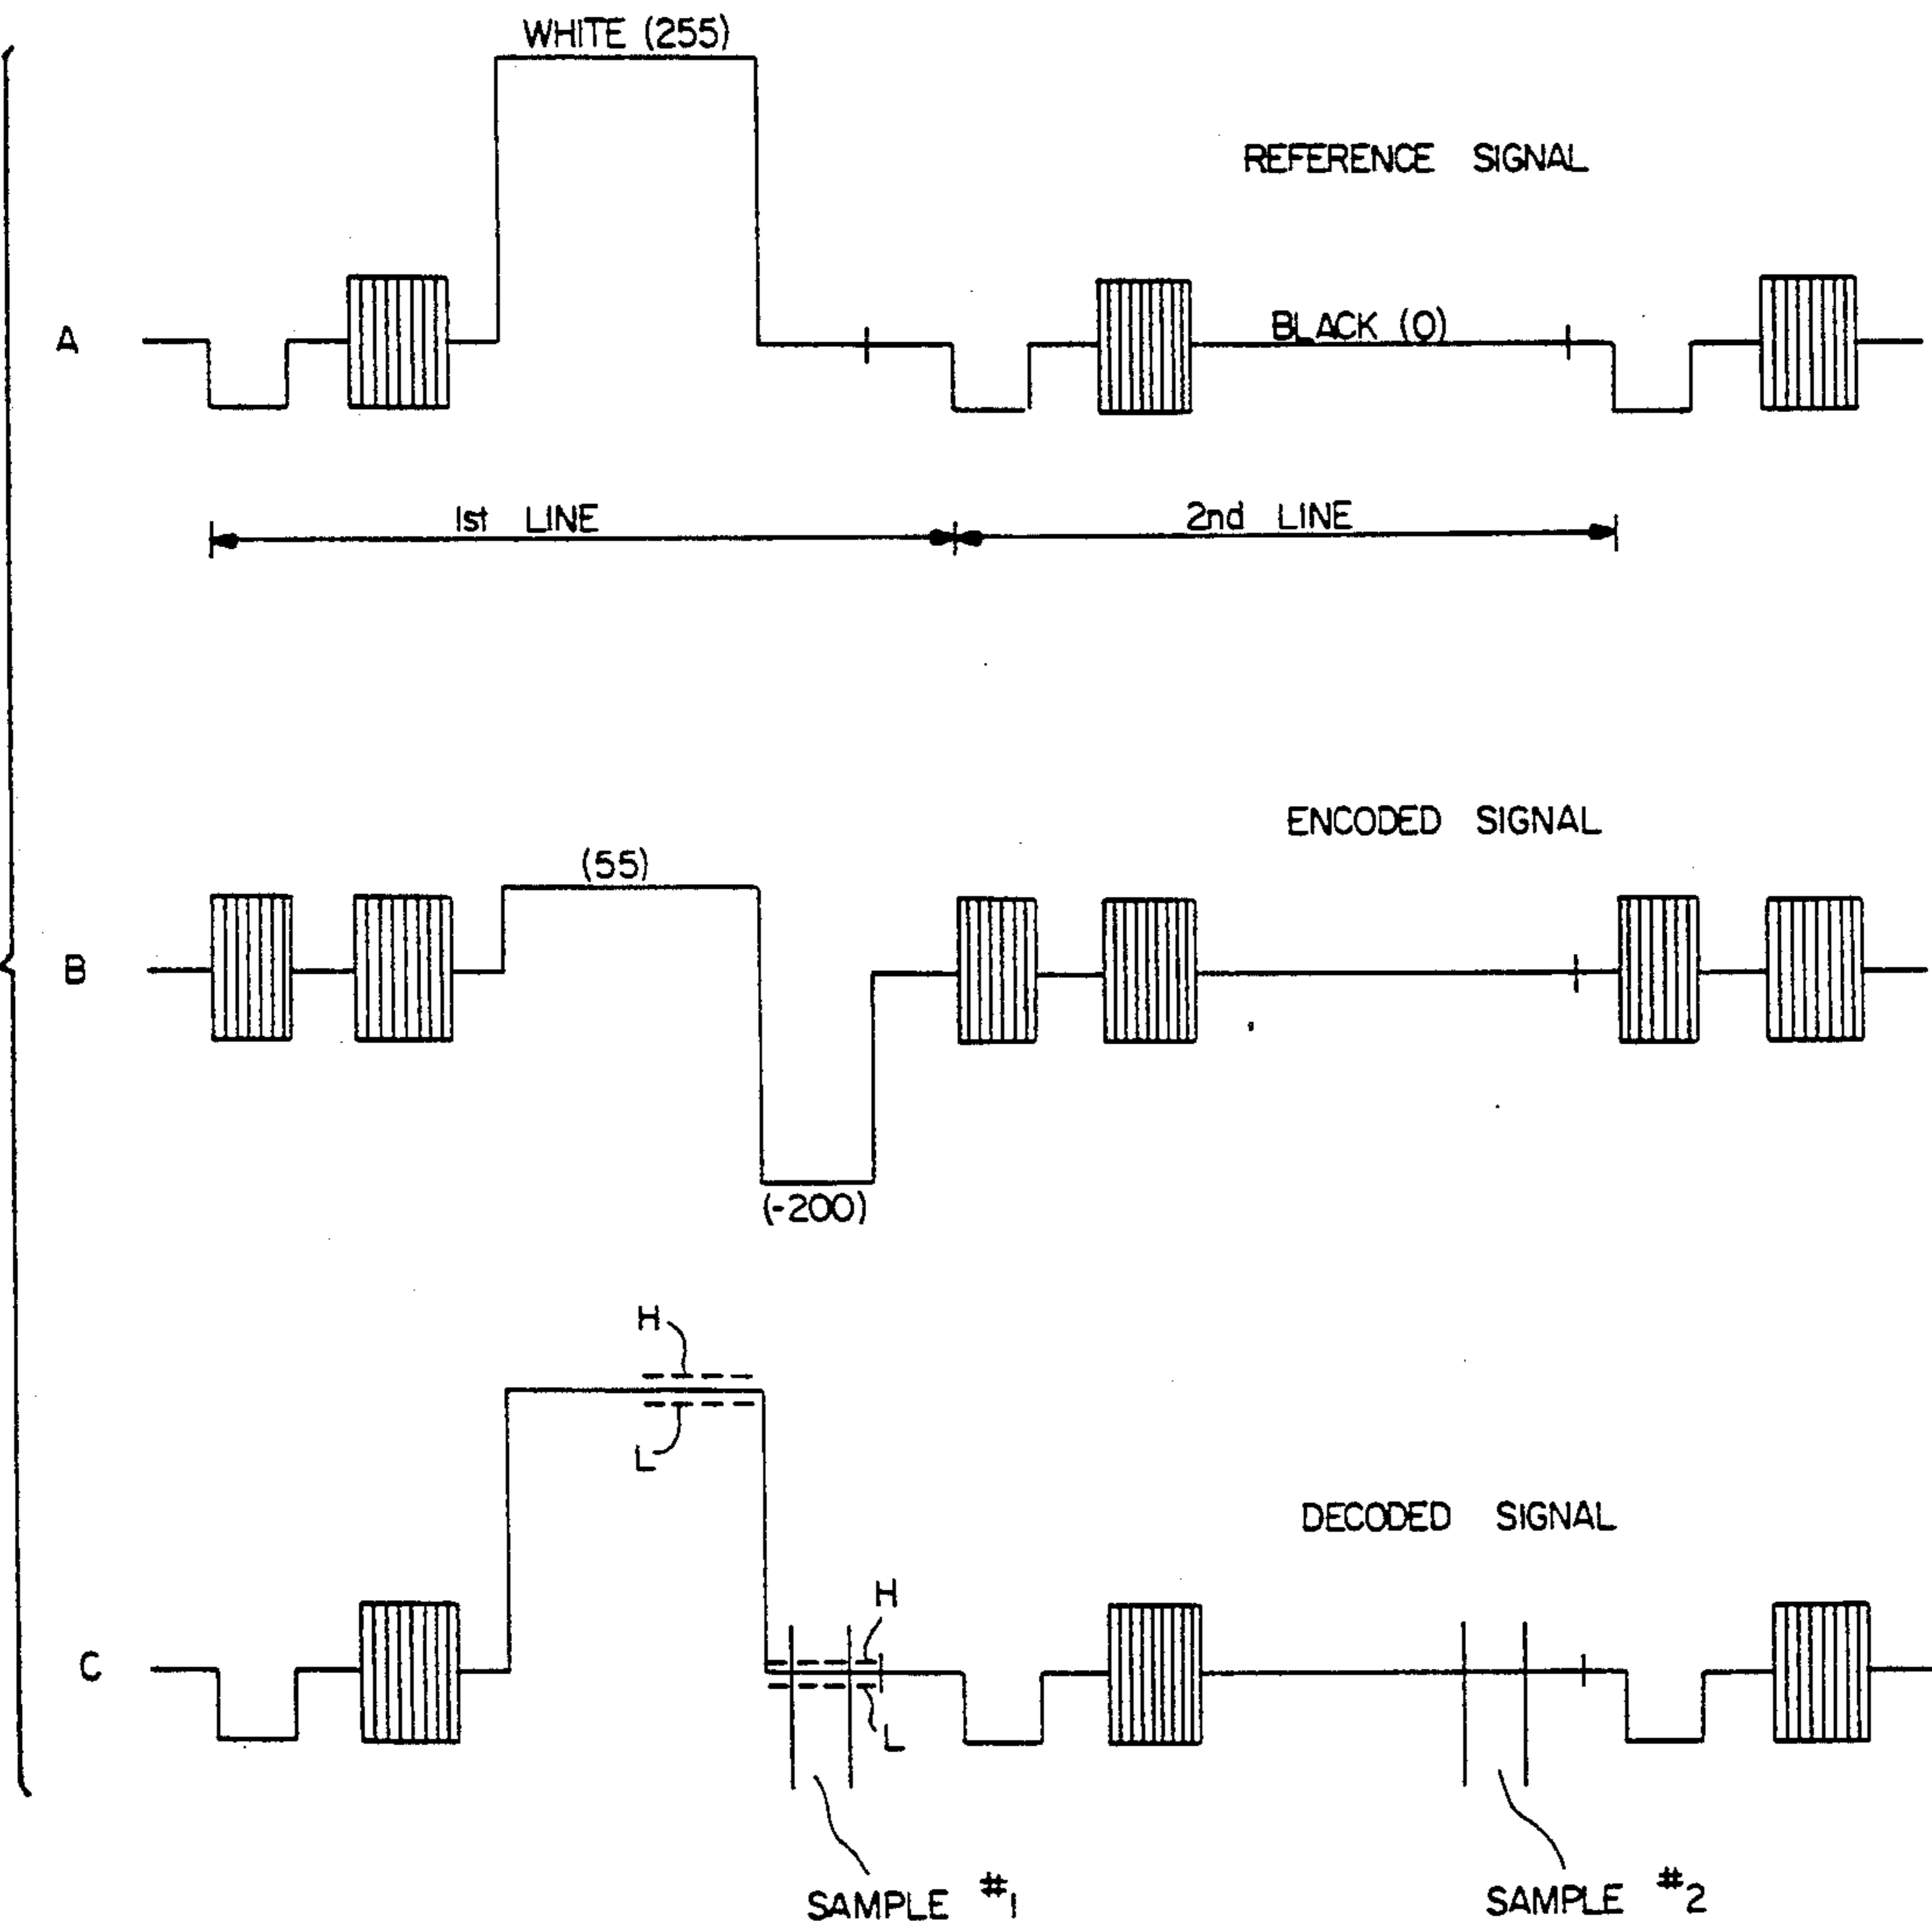 WHITE (255)
REFERENCE SIGNAL
A
BLACK (0)
1st LINE
2nd LINE
ENCODED SIGNAL
(55)
B
(-200)
H
L
DECODED SIGNAL
H
C
L
SAMPLE #1
SAMPLE #2